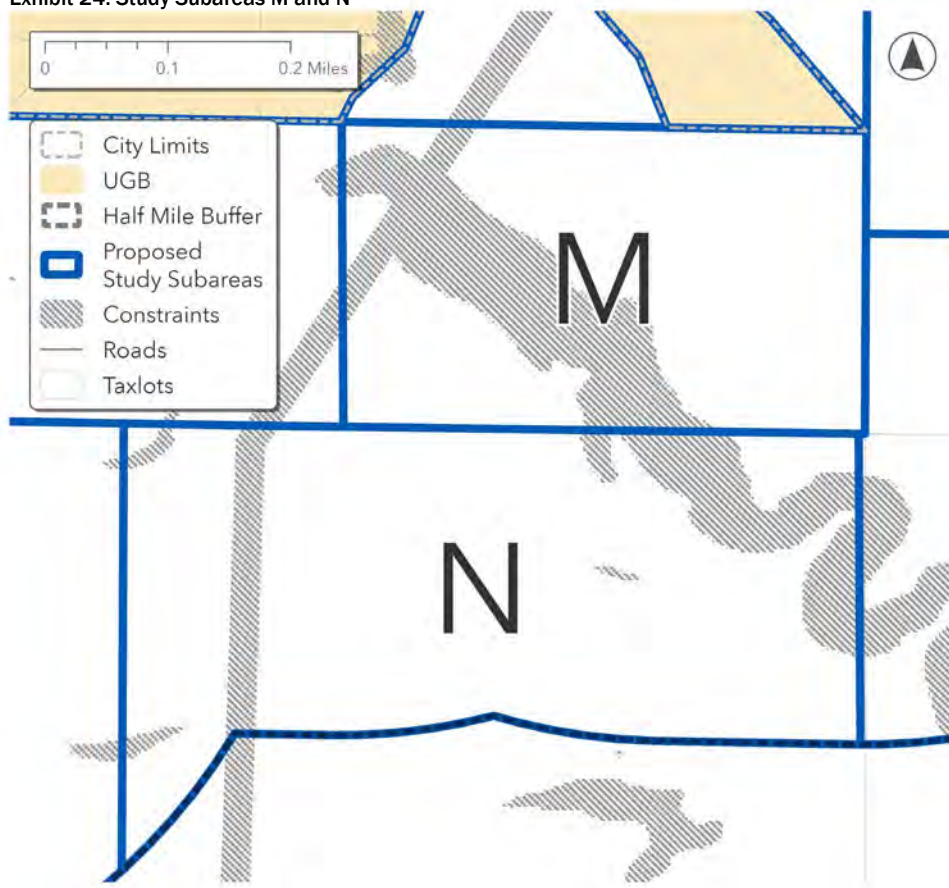 Exhibit 24. Study Subareas M and N
0 0.1 0.2 Miles
City Limits
UGB
Half Mile Buffer
Proposed
Study Subareas
Constraints
Roads
Taxlots
M
N